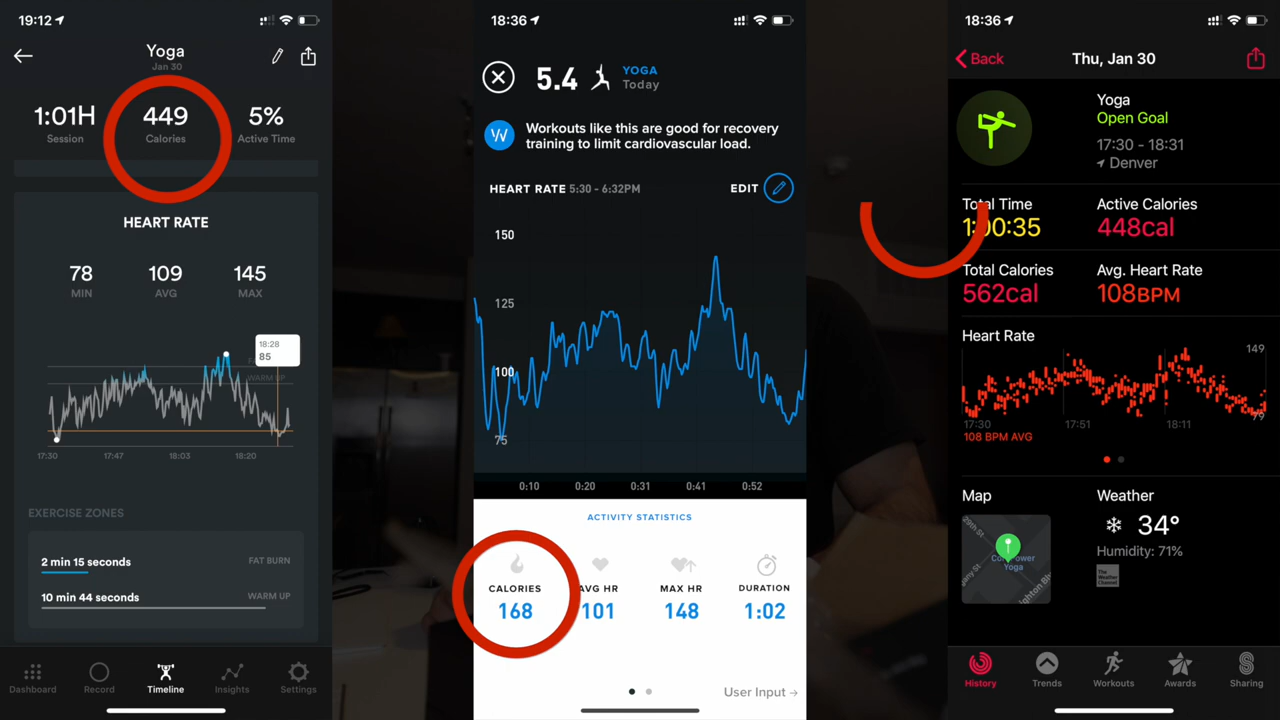 19:12
Yoga
Jan 30
1:01H
Session
449
Calories
5%
Active Time
HEART RATE
78
MIN
109
AVG
145
MAX
18:28
85
WARM UP
17:30 17:47 18:03 18:20
EXERCISE ZONES
2 min 15 seconds FAT BURN
10 min 44 seconds WARM UP
Dashboard Record Timeline Insights Settings
18:36
5.4
YOGA
Today
W
Workouts like this are good for recovery
training to limit cardiovascular load.
HEART RATE 5:30 - 6:32PM
EDIT
150
125
100
75
0:10 0:20 0:31 0:41 0:52
ACTIVITY STATISTICS
CALORIES AVG HR MAX HR DURATION
168 101 148 1:02
User Input →
18:36
Back
Thu, Jan 30
Yoga
Open Goal
17:30 - 18:31
Denver
Total Time
1:00:35
Active Calories
448cal
Total Calories
562cal
Avg. Heart Rate
108BPM
Heart Rate
149
79
17:30 17:51 18:11
108 BPM AVG
Map
29th St
Yoga
Weather
34°
Humidity: 71%
The
Weather
Channel
History Trends Workouts Awards Sharing